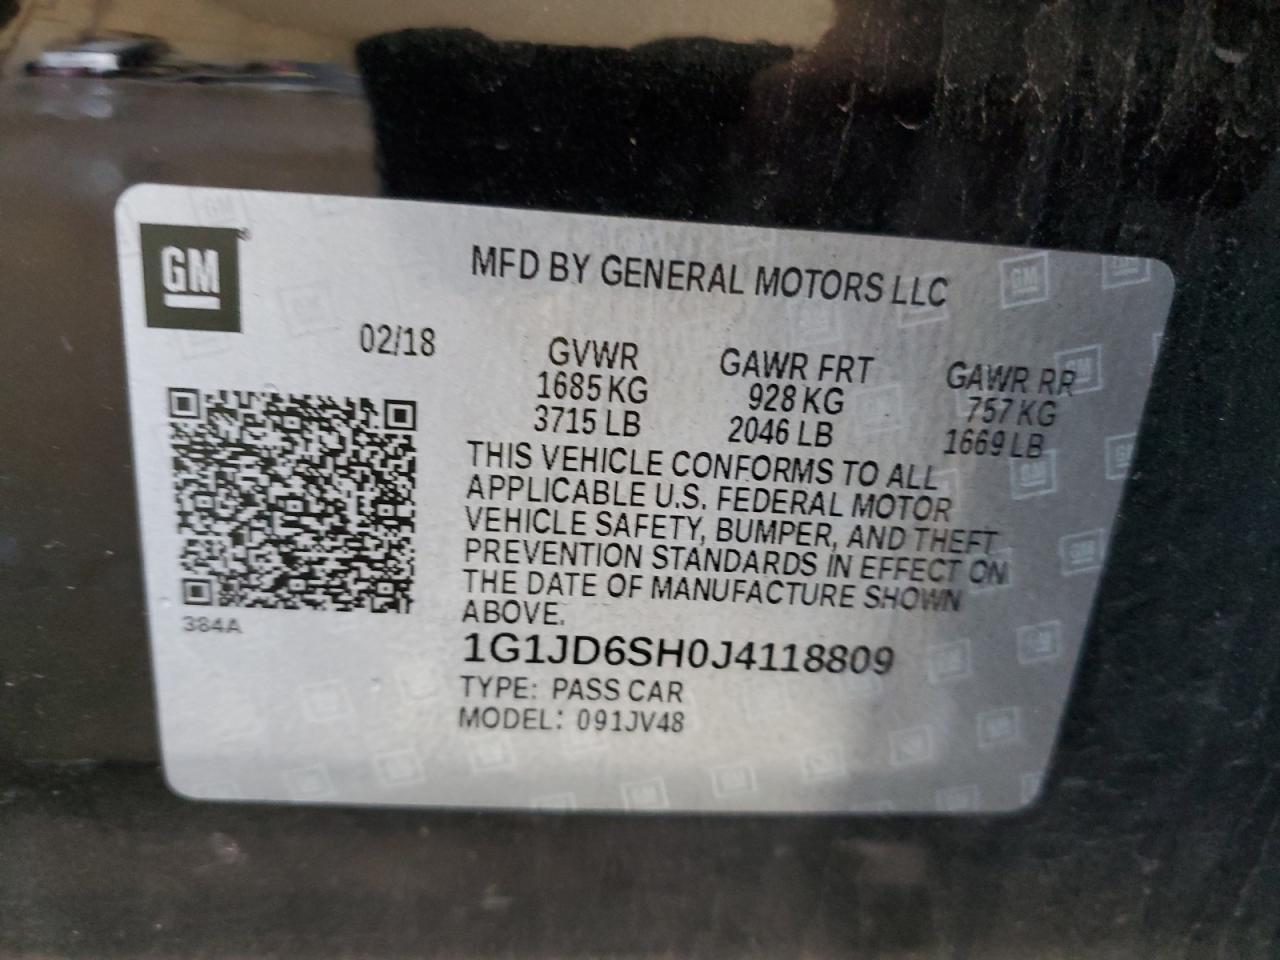 GM
MFD BY GENERAL MOTORS LLC
02/18
GVWR GAWR FRT GAWR RR
1685 KG 928 KG 757 KG
3715 LB 2046 LB 1669 LB
THIS VEHICLE CONFORMS TO ALL
APPLICABLE U.S. FEDERAL MOTOR
VEHICLE SAFETY, BUMPER, AND THEFT
PREVENTION STANDARDS IN EFFECT ON
THE DATE OF MANUFACTURE SHOWN
ABOVE.
384A
1G1JD6SH0J4118809
TYPE: PASS CAR
MODEL: 091JV48